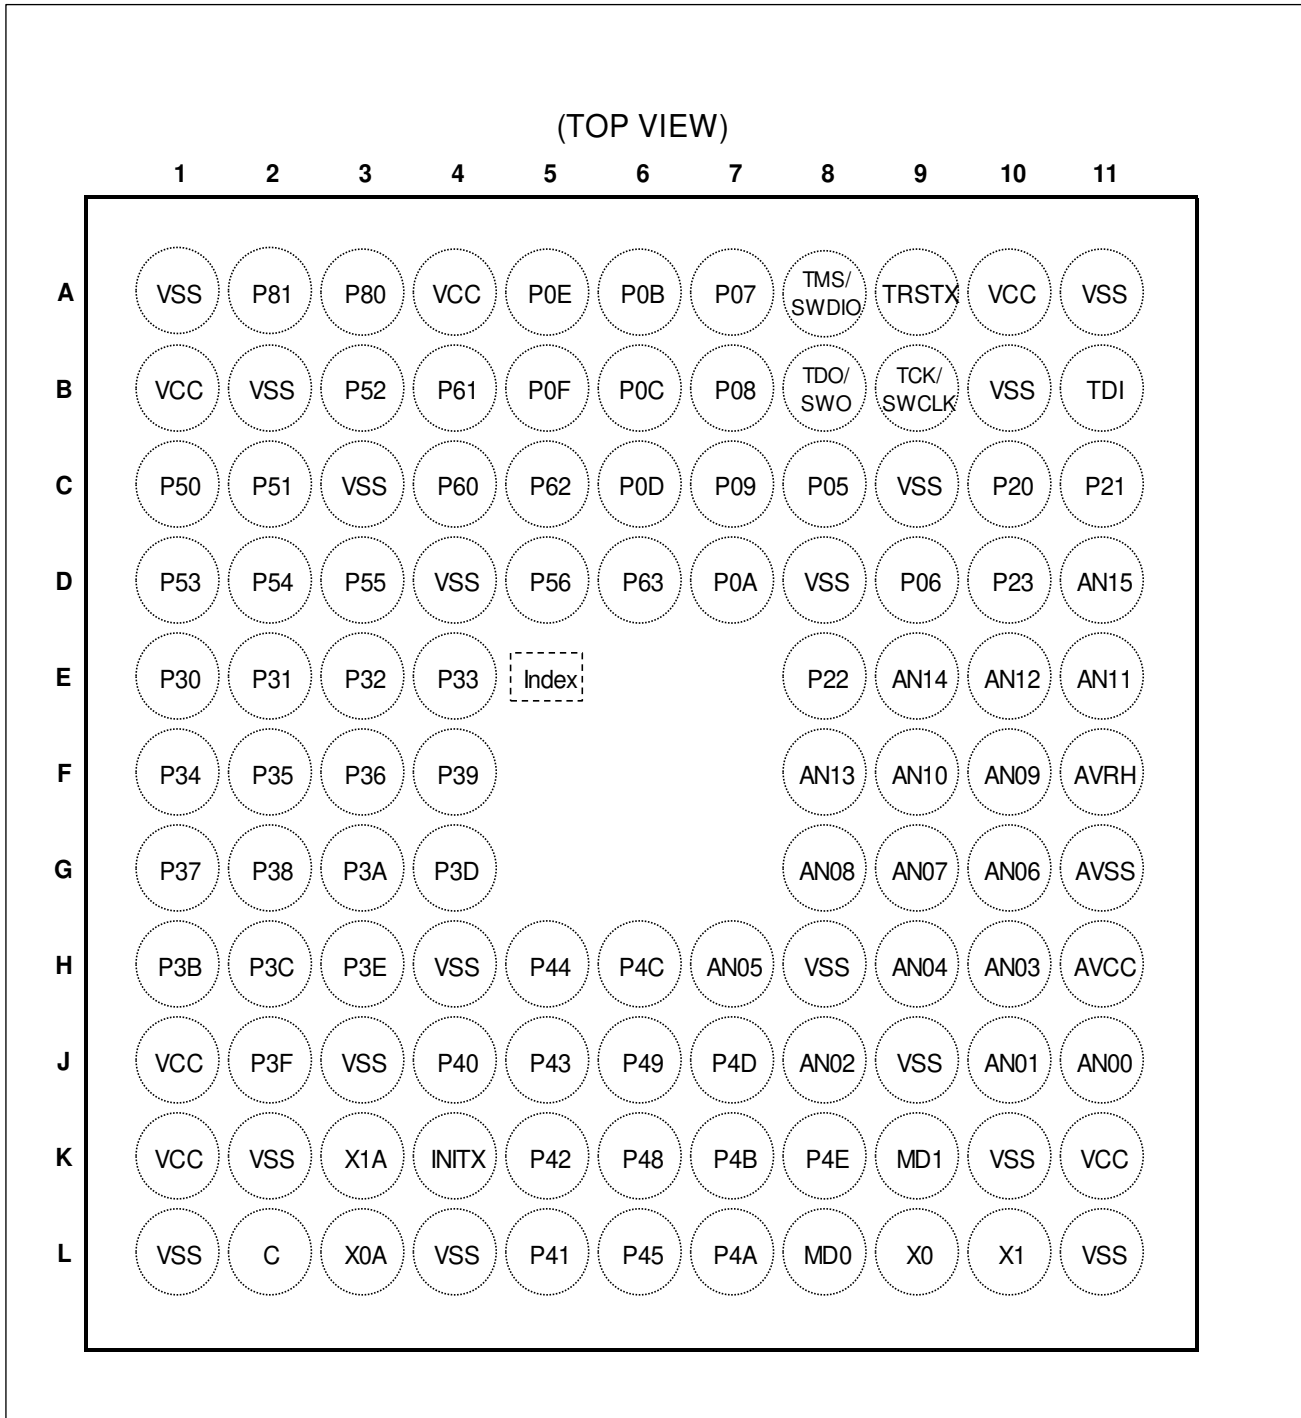 (TOP VIEW)
1 2 3 4 5 6 7 8 9 10 11
A VSS P81 P80 VCC P0E P0B P07 TMS/SWDIO TRSTX VCC VSS
B VCC VSS P52 P61 P0F P0C P08 TDO/SWO TCK/SWCLK VSS TDI
C P50 P51 VSS P60 P62 P0D P09 P05 VSS P20 P21
D P53 P54 P55 VSS P56 P63 P0A VSS P06 P23 AN15
E P30 P31 P32 P33 Index P22 AN14 AN12 AN11
F P34 P35 P36 P39 AN13 AN10 AN09 AVRH
G P37 P38 P3A P3D AN08 AN07 AN06 AVSS
H P3B P3C P3E VSS P44 P4C AN05 VSS AN04 AN03 AVCC
J VCC P3F VSS P40 P43 P49 P4D AN02 VSS AN01 AN00
K VCC VSS X1A INITX P42 P48 P4B P4E MD1 VSS VCC
L VSS C X0A VSS P41 P45 P4A MD0 X0 X1 VSS